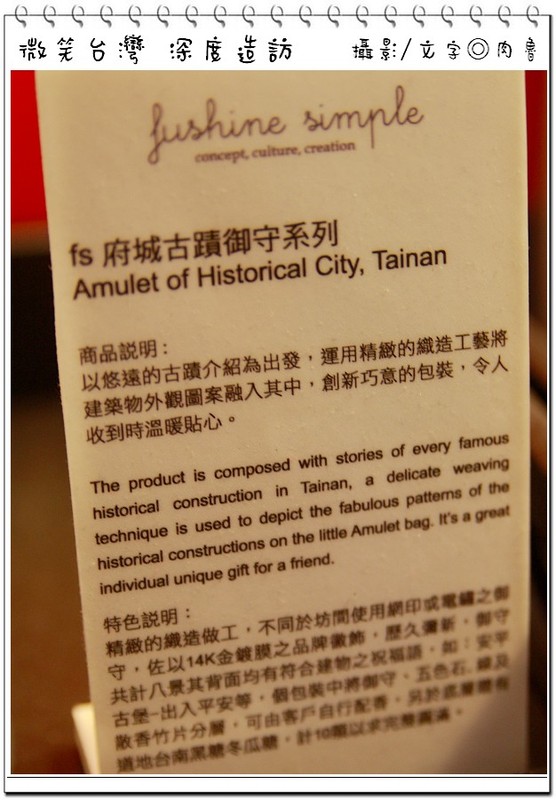 微笑台灣 深度造訪 攝影/文字◎肉魯
fushine simple
concept, culture, creation
fs 府城古蹟御守系列
Amulet of Historical City, Tainan
商品説明:
以悠遠的古蹟介紹為出發，運用精緻的織造工藝將
建築物外觀圖案融入其中，創新巧意的包裝，令人
收到時溫暖貼心。
The product is composed with stories of every famous
historical construction in Tainan, a delicate weaving
technique is used to depict the fabulous patterns of the
historical constructions on the little Amulet bag. It's a great
individual unique gift for a friend.
特色説明:
精緻的織造做工，不同於坊間使用網印或電繡之御
守，佐以14K金鍍膜之品牌徽飾，歷久彌新，御守
共計八景其背面均有符合建物之祝福語，如：安平
古堡-出入平安等，個包裝中將御守、五色石、線及
散香竹片分層，可由客戶自行配香，另於底層體有
道地台南黑糖冬瓜糖，計10顆以求完整圓滿。